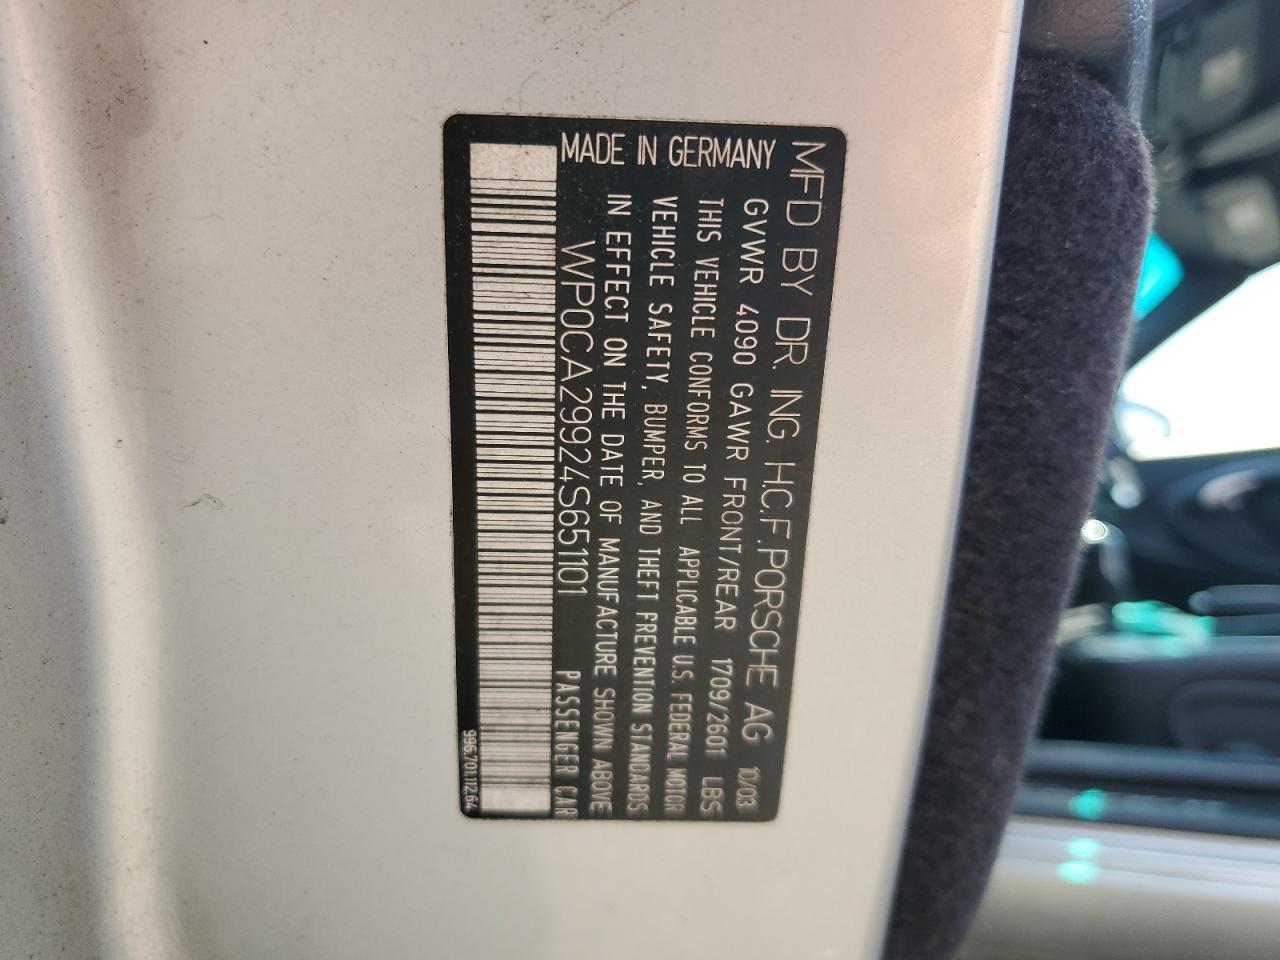 MFD BY DR. ING. H.C.F. PORSCHE AG 10/03
GVWR 4090 GAWR FRONT/REAR 1709/2601 LBS
THIS VEHICLE CONFORMS TO ALL APPLICABLE U.S. FEDERAL MOTOR
VEHICLE SAFETY, BUMPER, AND THEFT PREVENTION STANDARDS
IN EFFECT ON THE DATE OF MANUFACTURE SHOWN ABOVE
WP0CA29924S651101 PASSENGER CAR
MADE IN GERMANY
996.701.112.64